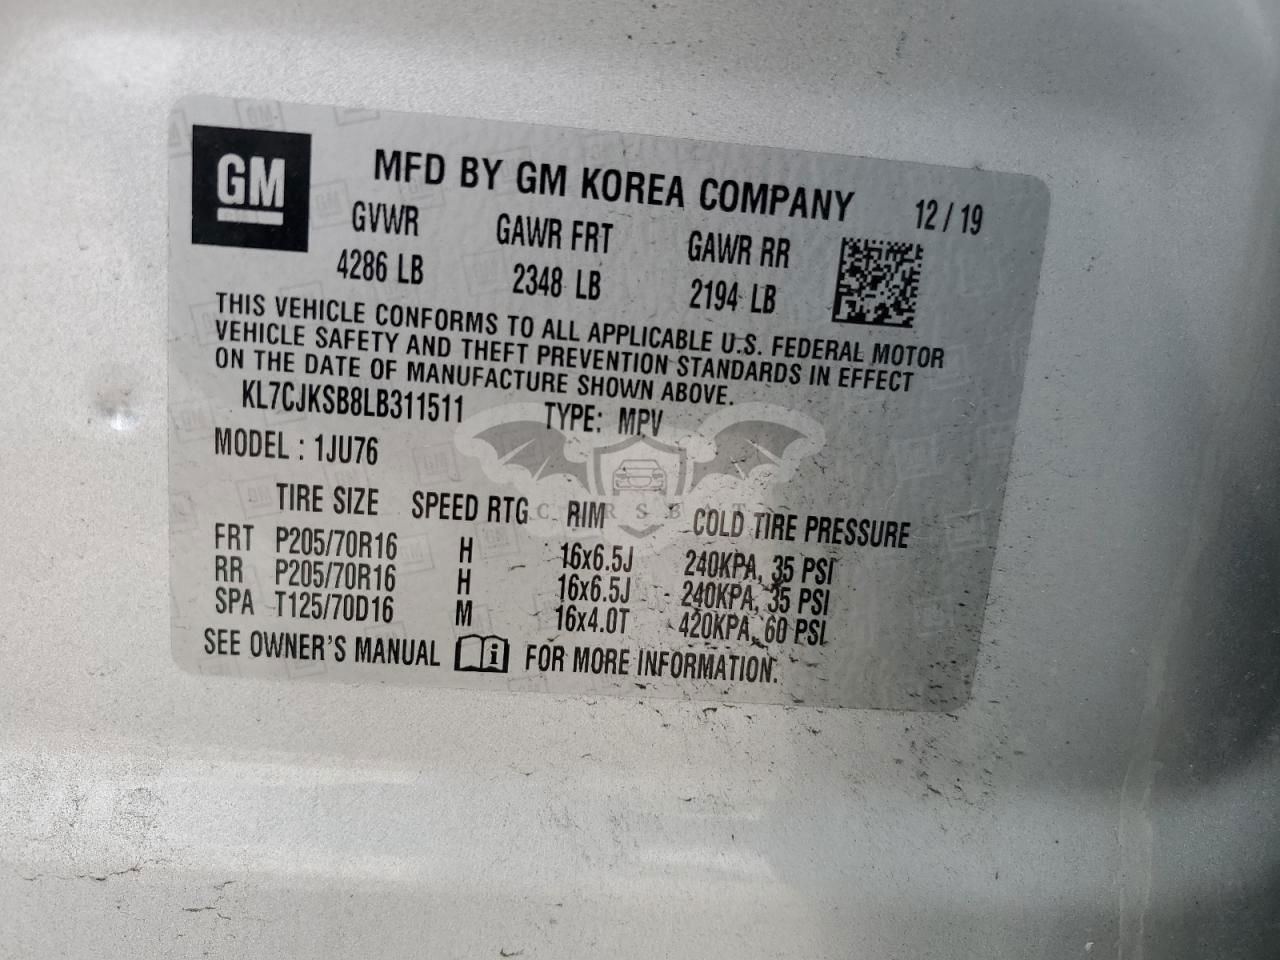 GM
MFD BY GM KOREA COMPANY 12 / 19
GVWR GAWR FRT GAWR RR
4286 LB 2348 LB 2194 LB
THIS VEHICLE CONFORMS TO ALL APPLICABLE U.S. FEDERAL MOTOR
VEHICLE SAFETY AND THEFT PREVENTION STANDARDS IN EFFECT
ON THE DATE OF MANUFACTURE SHOWN ABOVE.
KL7CJKSB8LB311511 TYPE: MPV
MODEL : 1JU76
TIRE SIZE SPEED RTG RIM COLD TIRE PRESSURE
FRT P205/70R16 H 16x6.5J 240KPA, 35 PSI
RR P205/70R16 H 16x6.5J 240KPA, 35 PSI
SPA T125/70D16 M 16x4.0T 420KPA, 60 PSI
SEE OWNER'S MANUAL i FOR MORE INFORMATION.